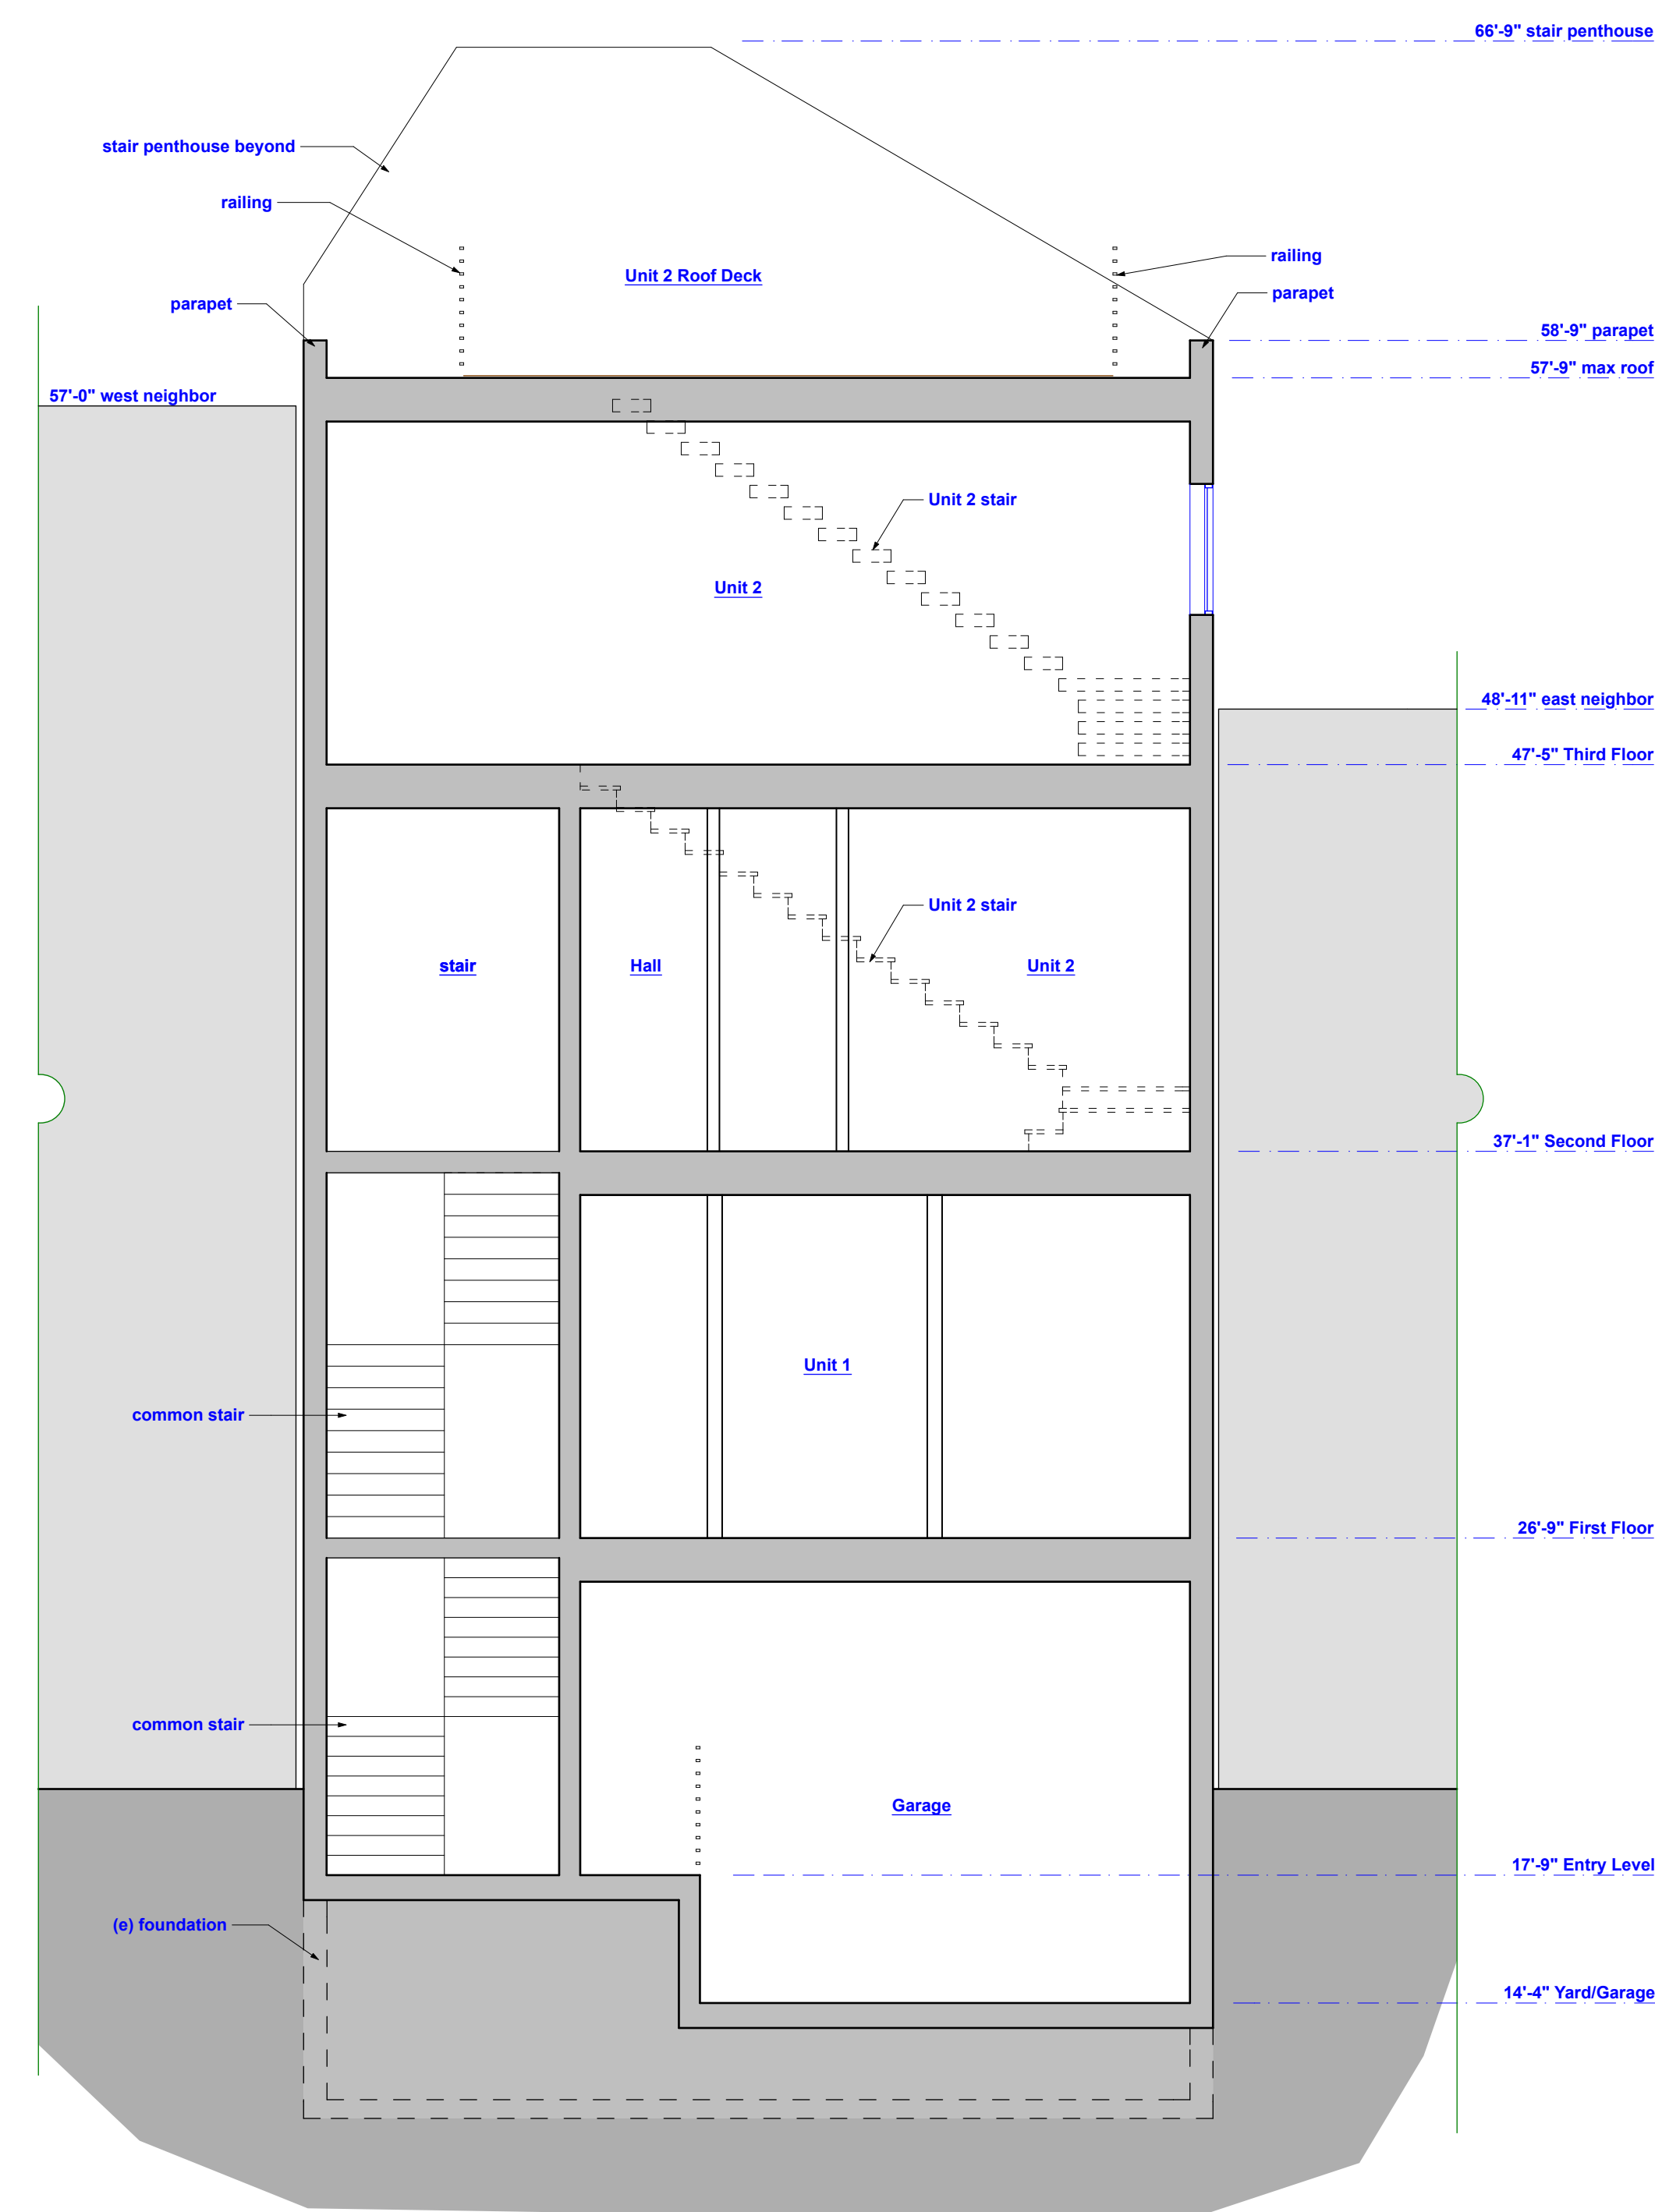 66'-9" stair penthouse
stair penthouse beyond
railing
railing
Unit 2 Roof Deck
parapet
parapet
58'-9" parapet
57'-9" max roof
57'-0" west neighbor
Unit 2 stair
Unit 2
48'-11" east neighbor
47'-5" Third Floor
Unit 2 stair
stair
Hall
Unit 2
37'-1" Second Floor
Unit 1
common stair
26'-9" First Floor
common stair
Garage
17'-9" Entry Level
(e) foundation
14'-4" Yard/Garage